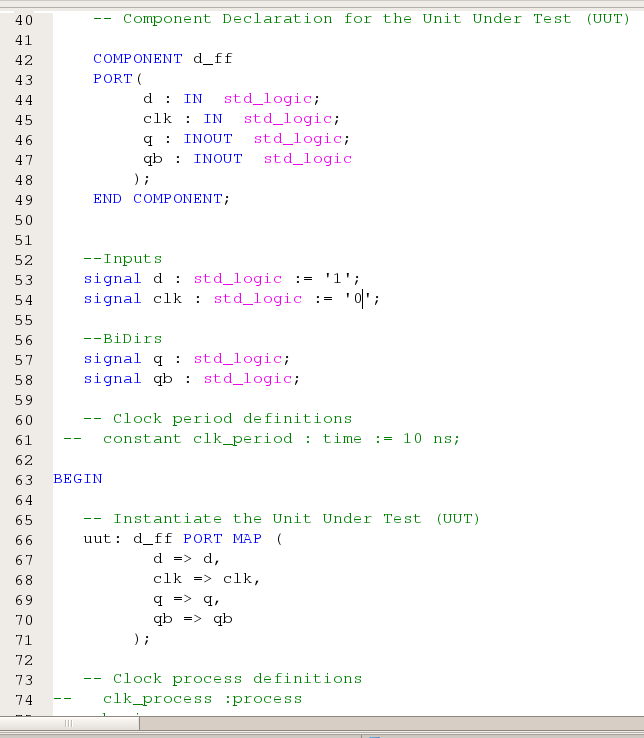 40 -- Component Declaration for the Unit Under Test (UUT)
41
42 COMPONENT d_ff
43 PORT(
44 d : IN std_logic;
45 clk : IN std_logic;
46 q : INOUT std_logic;
47 qb : INOUT std_logic
48 );
49 END COMPONENT;
50
51
52 --Inputs
53 signal d : std_logic := '1';
54 signal clk : std_logic := '0';
55
56 --BiDirs
57 signal q : std_logic;
58 signal qb : std_logic;
59
60 -- Clock period definitions
61 -- constant clk_period : time := 10 ns;
62
63 BEGIN
64
65 -- Instantiate the Unit Under Test (UUT)
66 uut: d_ff PORT MAP (
67 d => d,
68 clk => clk,
69 q => q,
70 qb => qb
71 );
72
73 -- Clock process definitions
74 -- clk_process :process